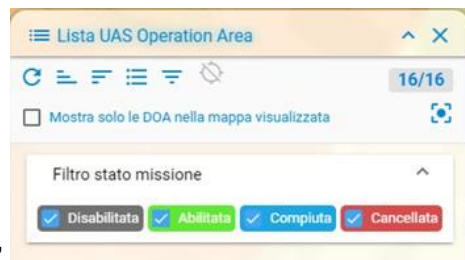 Lista UAS Operation Area
16/16
Mostra solo le DOA nella mappa visualizzata
Filtro stato missione
Disabilitata Abilitata Compiuta Cancellata